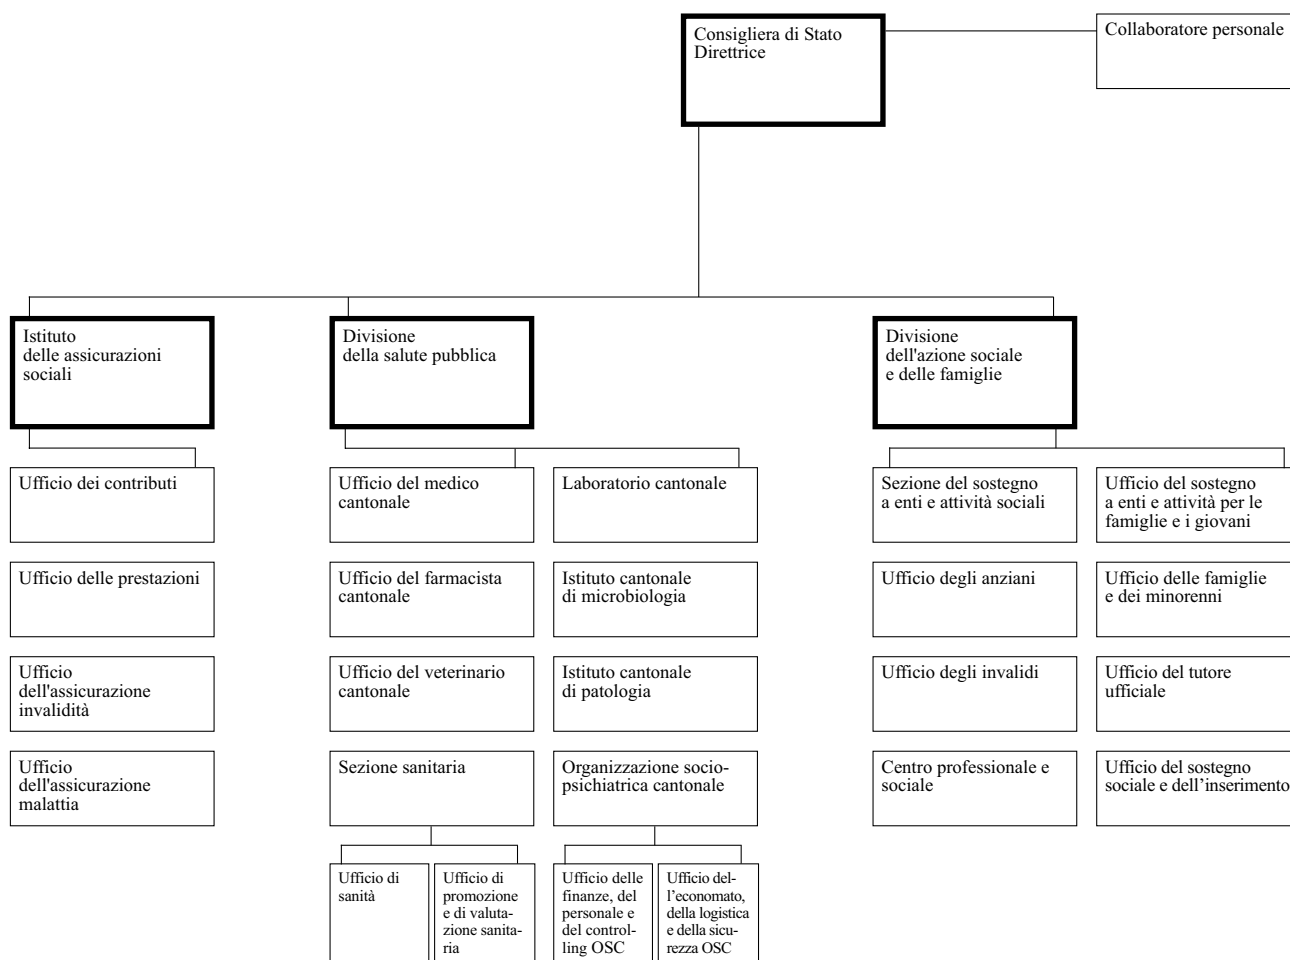 Consigliera di Stato
Direttrice
Collaboratore personale
Istituto
delle assicurazioni
sociali
Divisione
della salute pubblica
Divisione
dell'azione sociale
e delle famiglie
Ufficio dei contributi
Ufficio delle prestazioni
Ufficio
dell'assicurazione
invalidità
Ufficio
dell'assicurazione
malattia
Ufficio del medico
cantonale
Ufficio del farmacista
cantonale
Ufficio del veterinario
cantonale
Sezione sanitaria
Ufficio di
sanità
Ufficio di
promozione
e di valuta-
zione sanita-
ria
Laboratorio cantonale
Istituto cantonale
di microbiologia
Istituto cantonale
di patologia
Organizzazione socio-
psichiatrica cantonale
Ufficio delle
finanze, del
personale e
del control-
ling OSC
Ufficio del-
l’economato,
della logistica
e della sicu-
rezza OSC
Sezione del sostegno
a enti e attività sociali
Ufficio degli anziani
Ufficio degli invalidi
Centro professionale e
sociale
Ufficio del sostegno
a enti e attività per le
famiglie e i giovani
Ufficio delle famiglie
e dei minorenni
Ufficio del tutore
ufficiale
Ufficio del sostegno
sociale e dell’inserimento